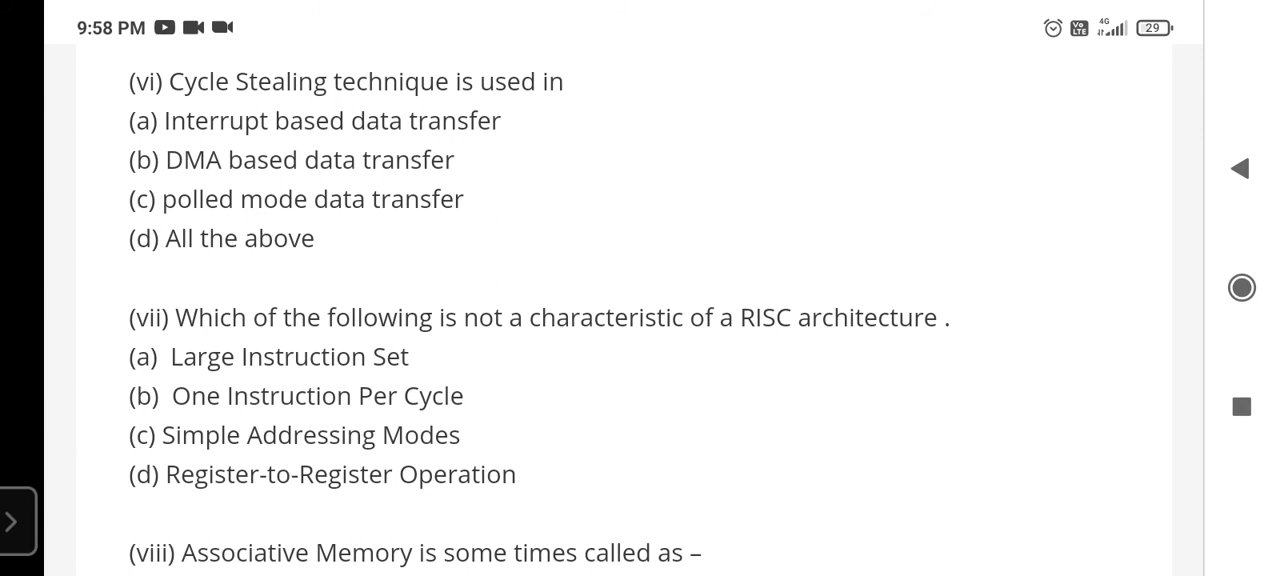 9:58 PM
4G
Vo LTE
29
(vi) Cycle Stealing technique is used in
(a) Interrupt based data transfer
(b) DMA based data transfer
(c) polled mode data transfer
(d) All the above
(vii) Which of the following is not a characteristic of a RISC architecture .
(a) Large Instruction Set
(b) One Instruction Per Cycle
(c) Simple Addressing Modes
(d) Register-to-Register Operation
(viii) Associative Memory is some times called as –